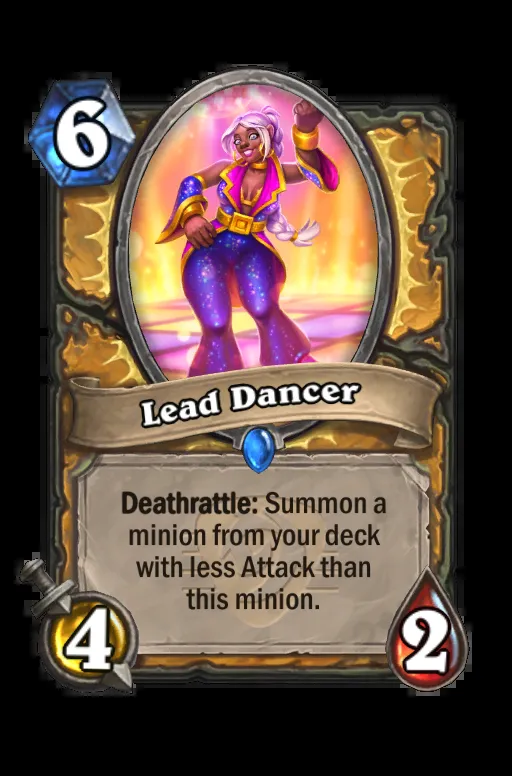 6
Lead Dancer
Deathrattle: Summon a
minion from your deck
with less Attack than
this minion.
4
2